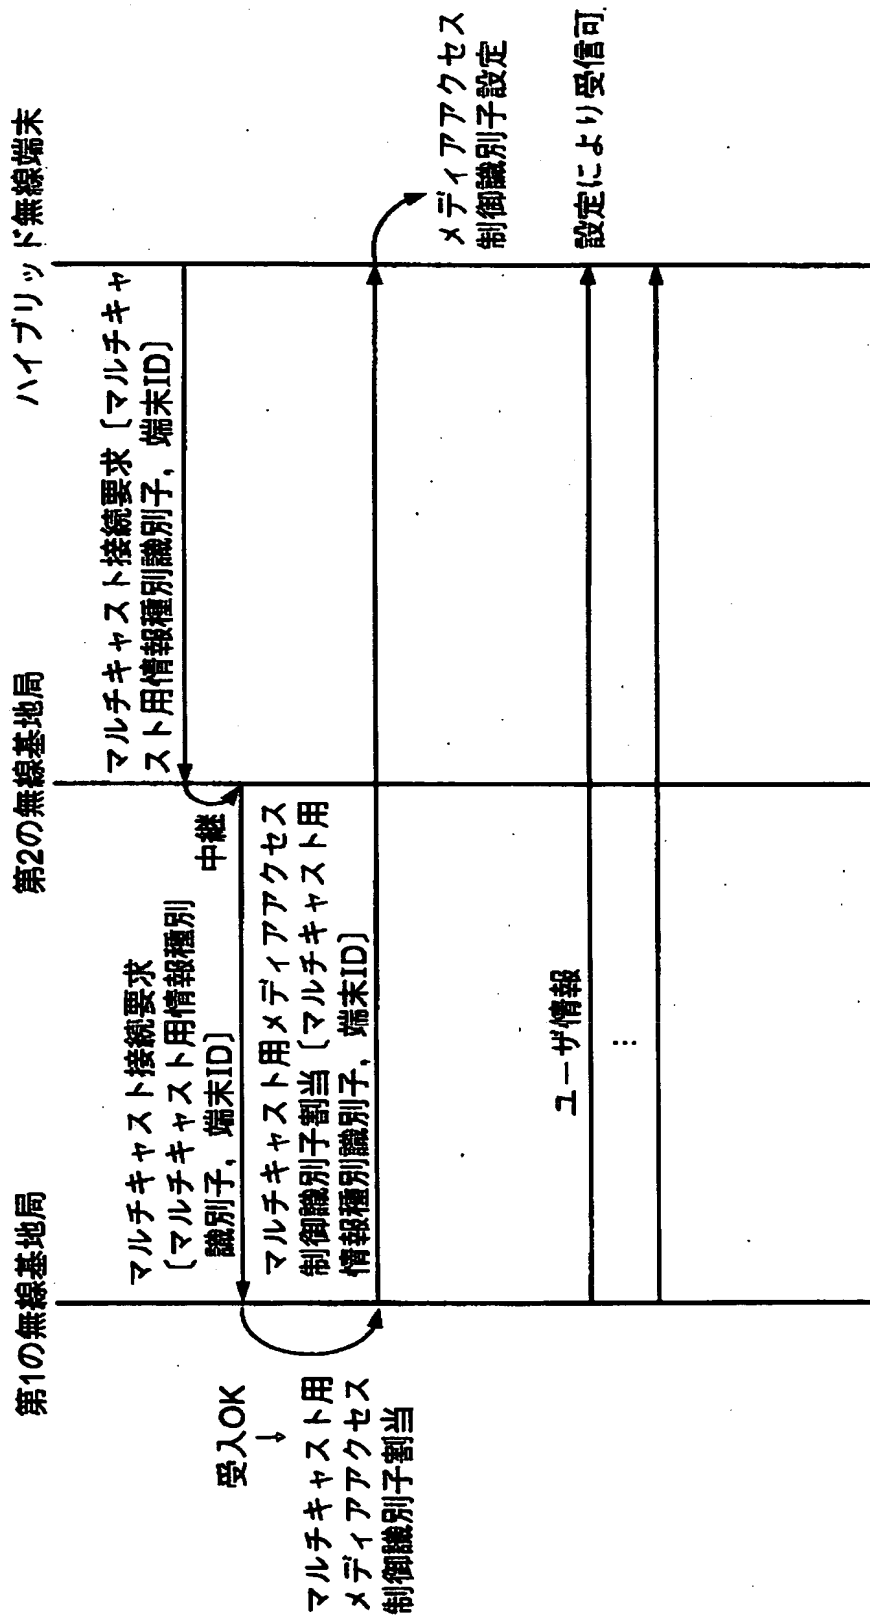 第1の無線基地局
第2の無線基地局
ハイブリッド無線端末
マルチキャスト接続要求〔マルチキャ
スト用情報種別識別子，端末ID〕
中継
マルチキャスト接続要求
〔マルチキャスト用情報種別
識別子，端末ID〕
受入OK
↓
マルチキャスト用
メディアアクセス
制御識別子割当
マルチキャスト用メディアアクセス
制御識別子割当〔マルチキャスト用
情報種別識別子，端末ID〕
メディアアクセス
制御識別子設定
ユーザ情報
…
設定により受信可